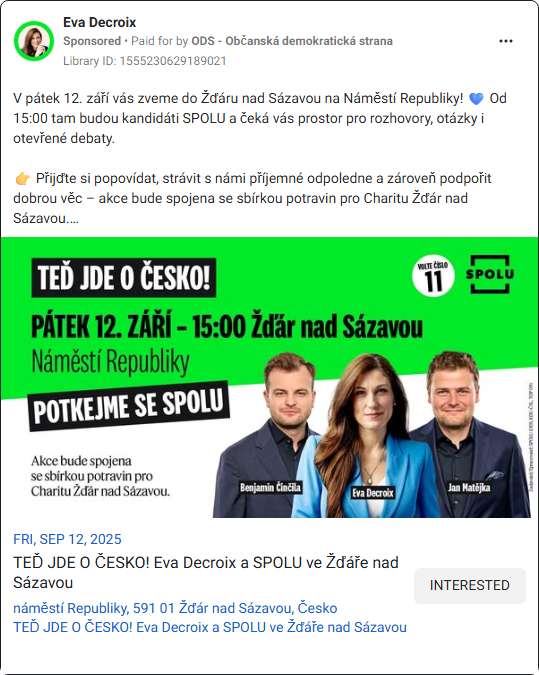 Eva Decroix
Sponsored • Paid for by ODS - Občanská demokratická strana
Library ID: 1555230629189021
V pátek 12. září vás zveme do Žďáru nad Sázavou na Náměstí Republiky! 💙 Od
15:00 tam budou kandidáti SPOLU a čeká vás prostor pro rozhovory, otázky i
otevřené debaty.
👉 Přijďte si popovídat, strávit s námi příjemné odpoledne a zároveň podpořit
dobrou věc – akce bude spojena se sbírkou potravin pro Charitu Žďár nad
Sázavou....
TEĎ JDE O ČESKO!
VOLTE ČÍSLO
11
SPOLU
PÁTEK 12. ZÁŘÍ – 15:00 Žďár nad Sázavou
Náměstí Republiky
POTKEJME SE SPOLU
Akce bude spojena
se sbírkou potravin pro
Charitu Žďár nad Sázavou.
Benjamin Činčila
Eva Decroix
Jan Matějka
FRI, SEP 12, 2025
TEĎ JDE O ČESKO! Eva Decroix a SPOLU ve Žďáře nad
Sázavou
INTERESTED
náměstí Republiky, 591 01 Žďár nad Sázavou, Česko
TEĎ JDE O ČESKO! Eva Decroix a SPOLU ve Žďáře nad Sázavou